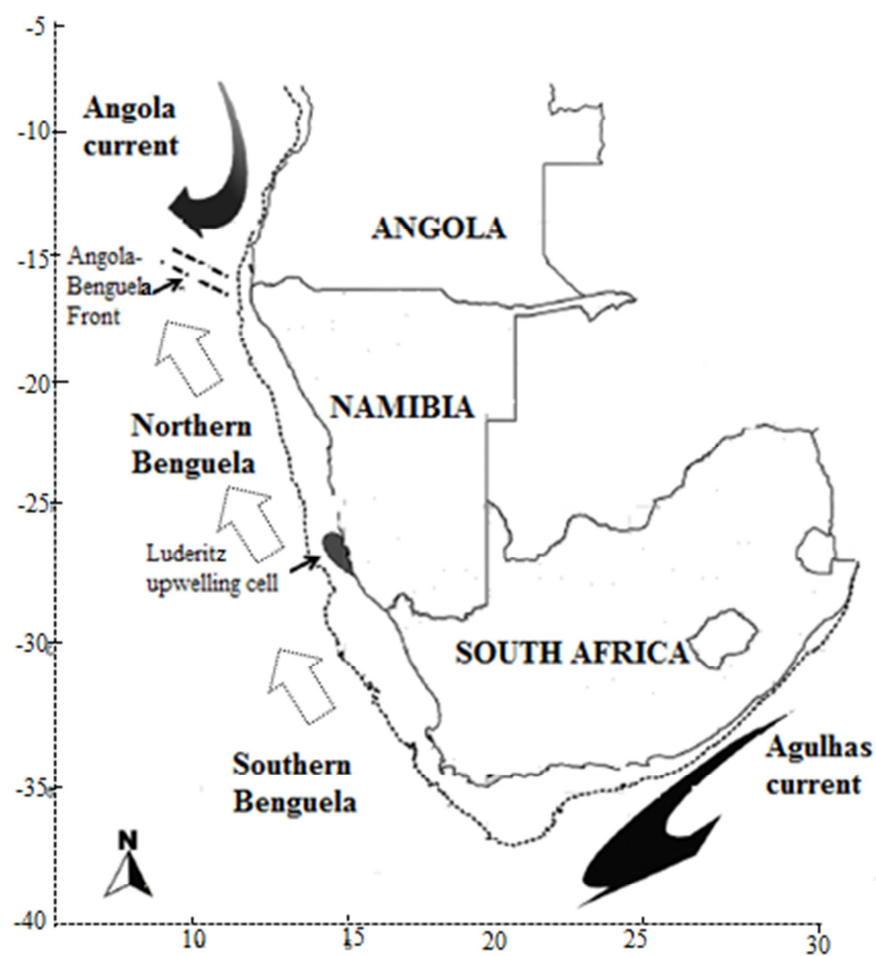 -5
Angola
current
-10
ANGOLA
-15
Angola-
Benguela
Front
-20
NAMIBIA
Northern
Benguela
-25
Luderitz
upwelling cell
-30
SOUTH AFRICA
Southern
Benguela
Agulhas
current
-35
N
-40
10
15
20
25
30